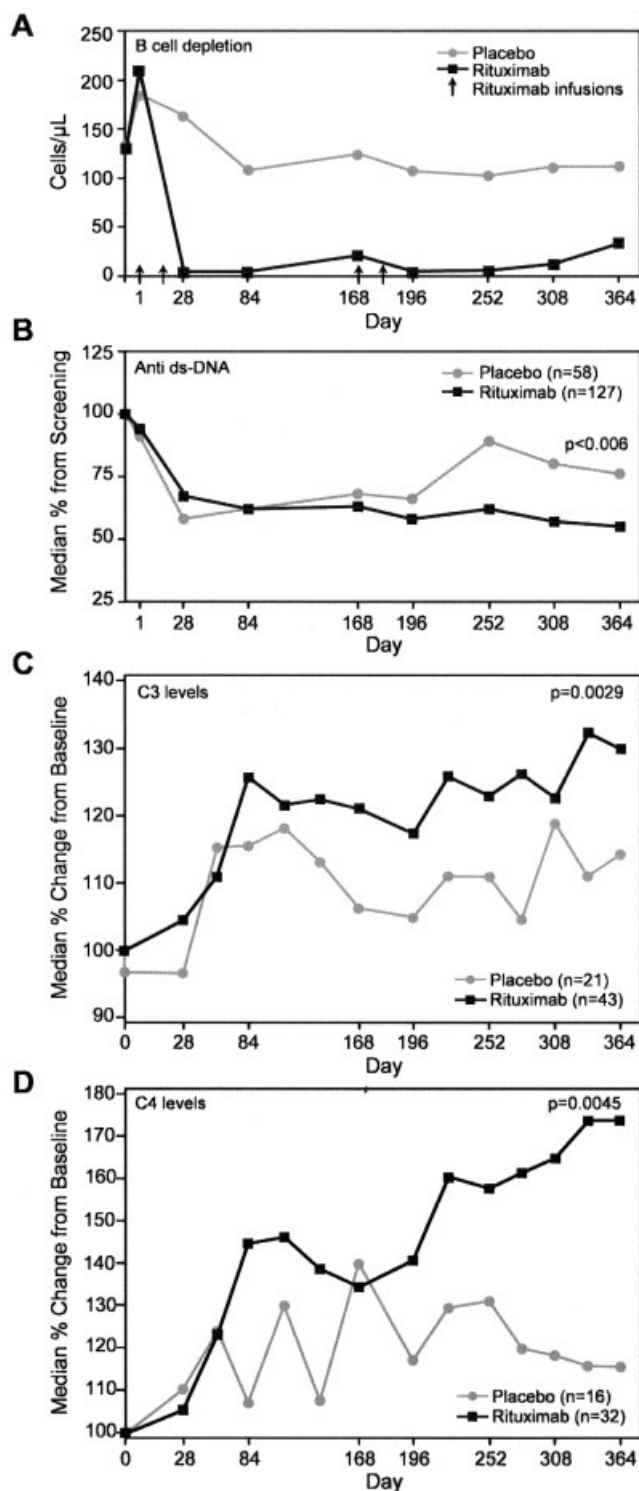 A
B cell depletion
Placebo
Rituximab
Rituximab infusions
Cells/µL
250
200
150
100
50
0
1 28 84 168 196 252 308 364
Day
B
Anti ds-DNA
Placebo (n=58)
Rituximab (n=127)
p<0.006
Median % from Screening
125
100
75
50
25
1 28 84 168 196 252 308 364
Day
C
C3 levels
p=0.0029
Median % Change from Baseline
140
130
120
110
100
90
Placebo (n=21)
Rituximab (n=43)
0 28 84 168 196 252 308 364
Day
D
C4 levels
p=0.0045
Median % Change from Baseline
180
170
160
150
140
130
120
110
100
Placebo (n=16)
Rituximab (n=32)
0 28 84 168 196 252 308 364
Day